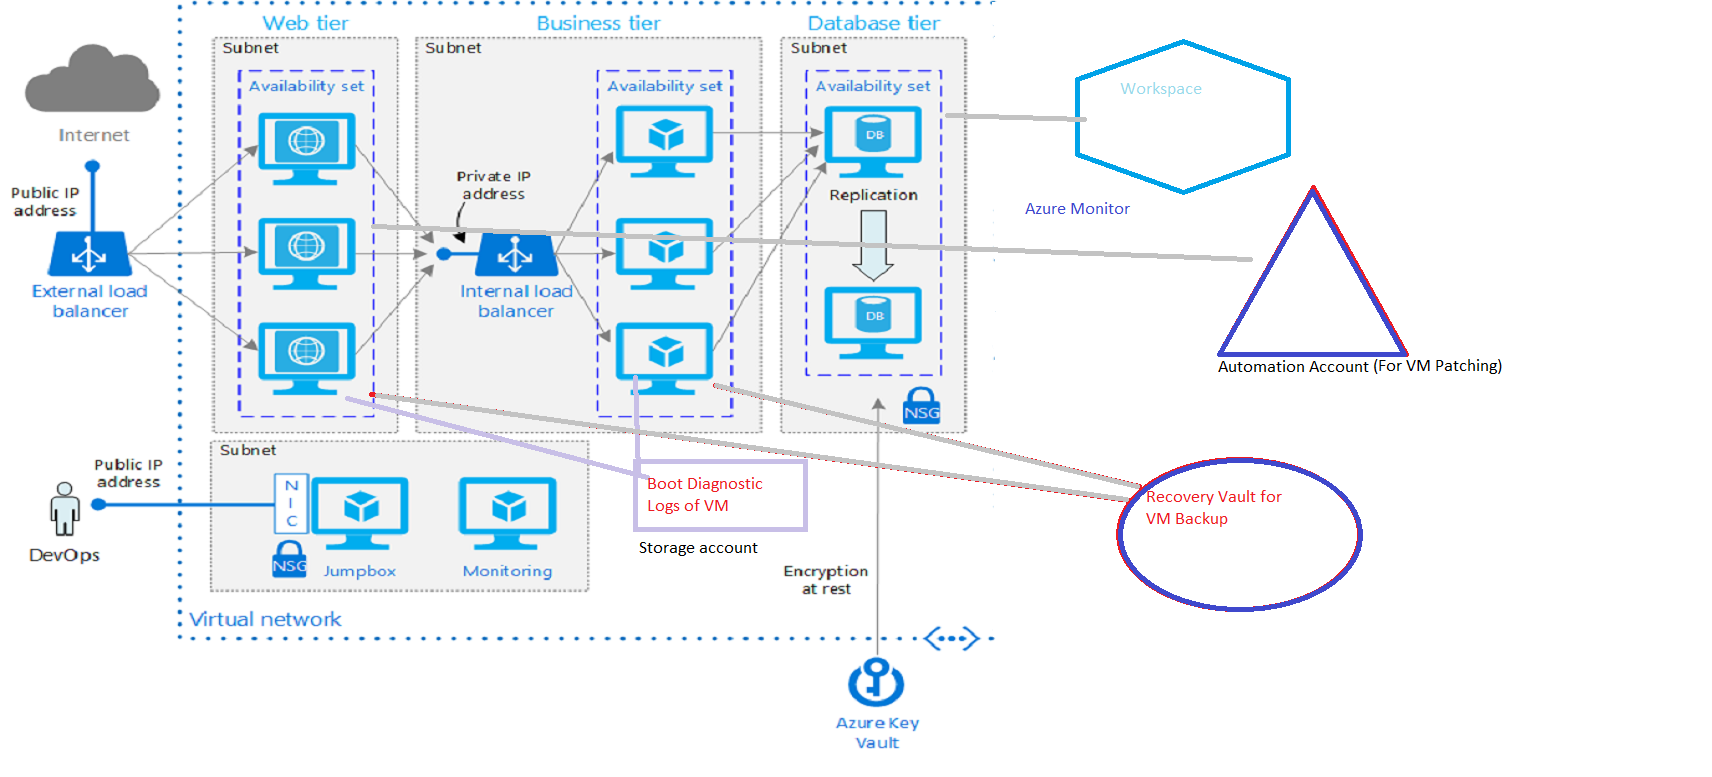 Web tier
Business tier
Database tier
Subnet
Subnet
Subnet
Availability set
Availability set
Availability set
Workspace
Internet
DB
Public IP
address
Private IP
address
Replication
Azure Monitor
External load
balancer
Internal load
balancer
DB
Automation Account (For VM Patching)
NSG
Subnet
Public IP
address
N
I
C
Boot Diagnostic
Logs of VM
Recovery Vault for
VM Backup
DevOps
NSG
Jumpbox
Monitoring
Storage account
Encryption
at rest
Virtual network
Azure Key
Vault